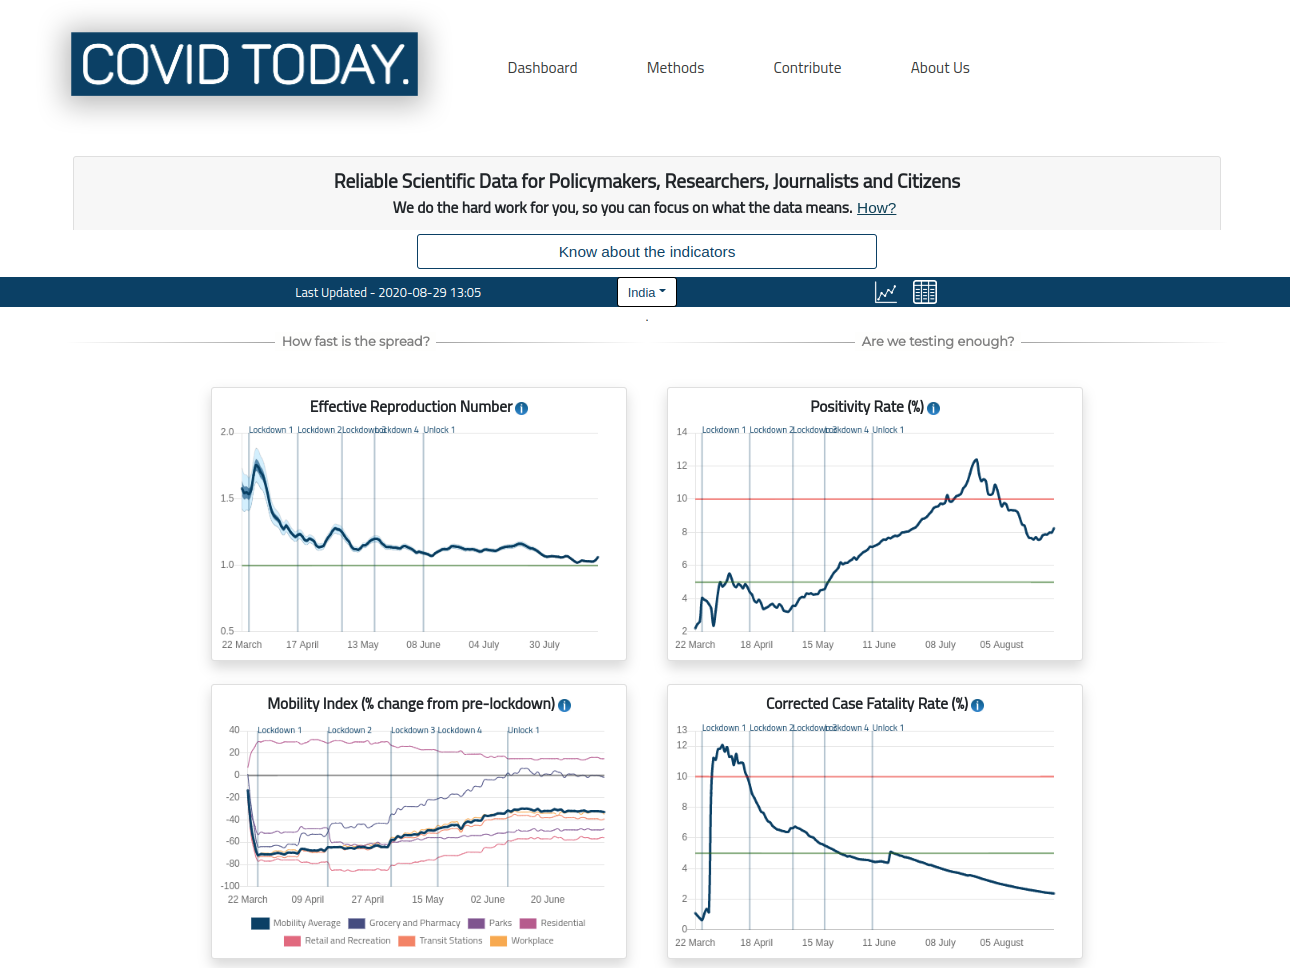 COVID TODAY.
Dashboard
Methods
Contribute
About Us
Reliable Scientific Data for Policymakers, Researchers, Journalists and Citizens
We do the hard work for you, so you can focus on what the data means. How?
Know about the indicators
Last Updated - 2020-08-29 13:05
India
How fast is the spread?
Are we testing enough?
Effective Reproduction Number
Lockdown 1 Lockdown 2 Lockdown 3 Lockdown 4 Unlock 1
2.0
1.5
1.0
0.5
22 March 17 April 13 May 08 June 04 July 30 July
Positivity Rate (%)
Lockdown 1 Lockdown 2 Lockdown 3 Lockdown 4 Unlock 1
14
12
10
8
6
4
2
22 March 18 April 15 May 11 June 08 July 05 August
Mobility Index (% change from pre-lockdown)
Lockdown 1 Lockdown 2 Lockdown 3 Lockdown 4 Unlock 1
40
20
0
-20
-40
-60
-80
-100
22 March 09 April 27 April 15 May 02 June 20 June
Mobility Average Grocery and Pharmacy Parks Residential
Retail and Recreation Transit Stations Workplace
Corrected Case Fatality Rate (%)
Lockdown 1 Lockdown 2 Lockdown 3 Lockdown 4 Unlock 1
13
12
10
8
6
4
2
0
22 March 18 April 15 May 11 June 08 July 05 August